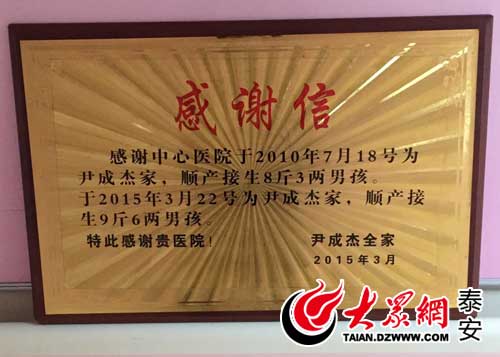 感谢信
感谢中心医院于2010年7月18号为
尹成杰家，顺产接生8斤3两男孩。
于2015年3月22号为尹成杰家，顺产接
生9斤6两男孩。
特此感谢贵医院！ 尹成杰全家
2015年3月
大眾網 泰安
TAIAN.DZWWW.COM